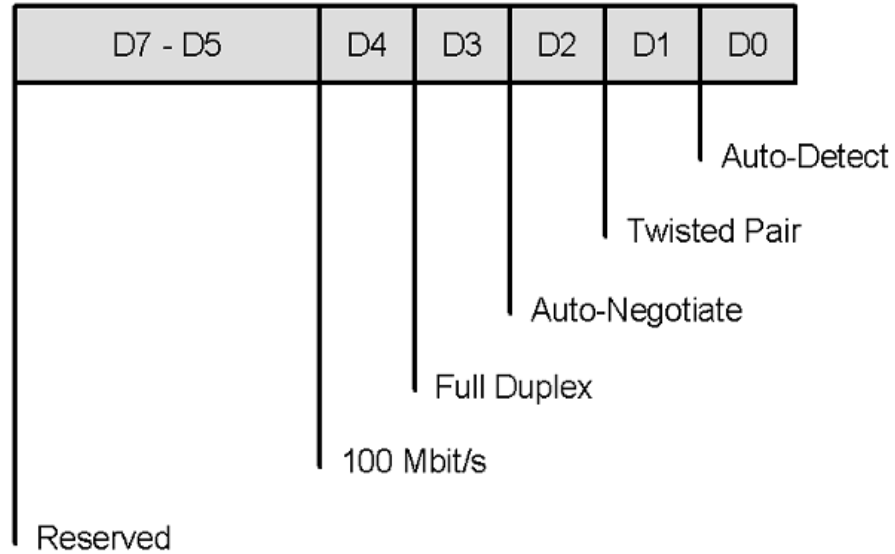 D7 - D5 D4 D3 D2 D1 D0
Auto-Detect
Twisted Pair
Auto-Negotiate
Full Duplex
100 Mbit/s
Reserved